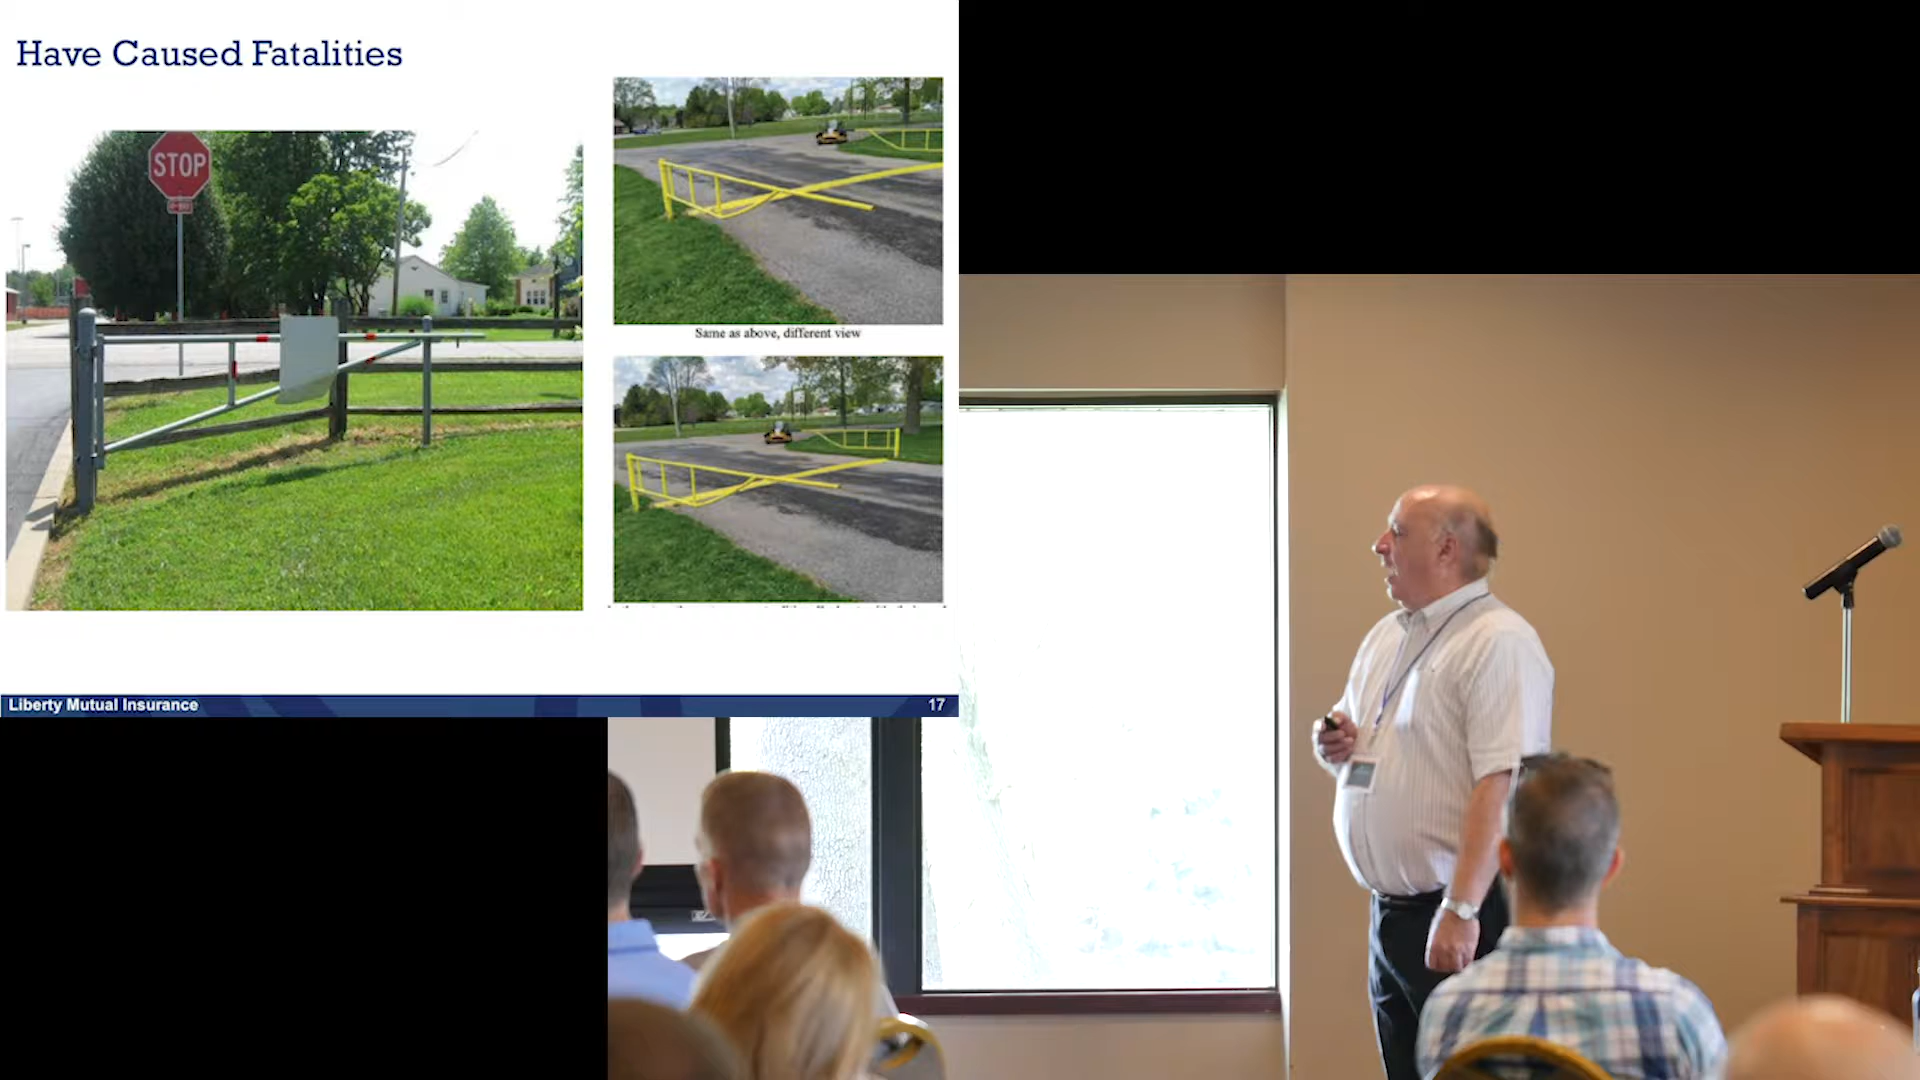 Have Caused Fatalities
STOP
Same as above, different view
Liberty Mutual Insurance
17